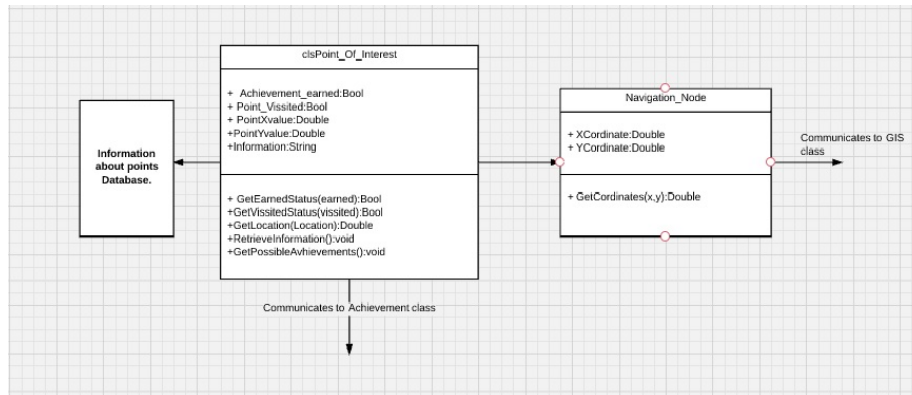 clsPoint_Of_Interest
+ Achievement_earned:Bool
+ Point_Vissited:Bool
+ PointXvalue:Double
+PointYvalue:Double
+Information:String
+ GetEarnedStatus(earned):Bool
+GetVissitedStatus(vissited):Bool
+GetLocation(Location):Double
+RetrieveInformation():void
+GetPossibleAvhievements():void
Information
about points
Database.
Navigation_Node
+ XCordinate:Double
+ YCordinate:Double
+ GetCordinates(x,y):Double
Communicates to GIS
class
Communicates to Achievement class